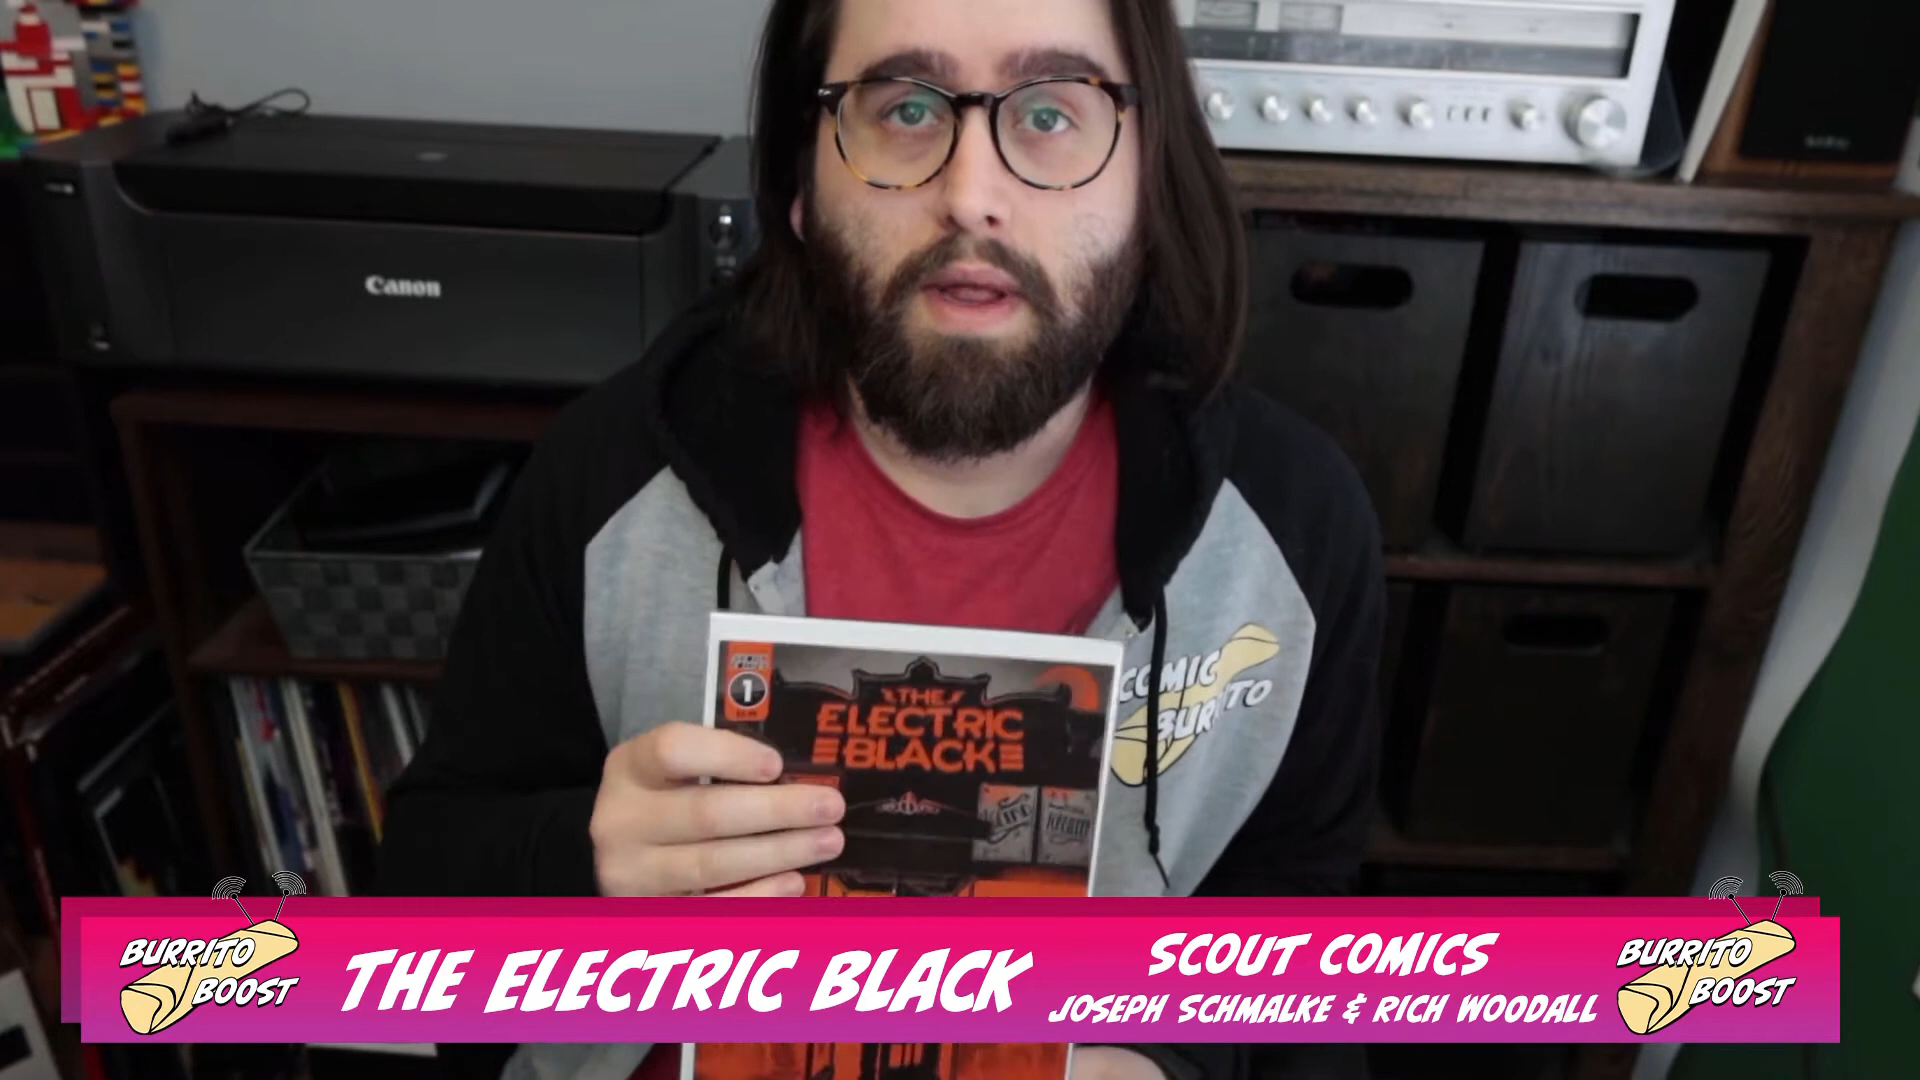 Canon
COMIC
BURRITO
1
THE
ELECTRIC
BLACK
BURRITO
BOOST
THE ELECTRIC BLACK
SCOUT COMICS
JOSEPH SCHMALKE & RICH WOODALL
BURRITO
BOOST